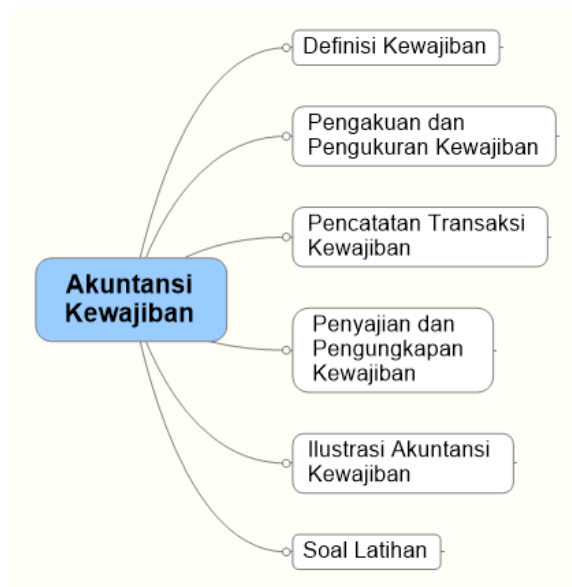 Akuntansi
Kewajiban
Definisi Kewajiban
Pengakuan dan
Pengukuran Kewajiban
Pencatatan Transaksi
Kewajiban
Penyajian dan
Pengungkapan
Kewajiban
Ilustrasi Akuntansi
Kewajiban
Soal Latihan